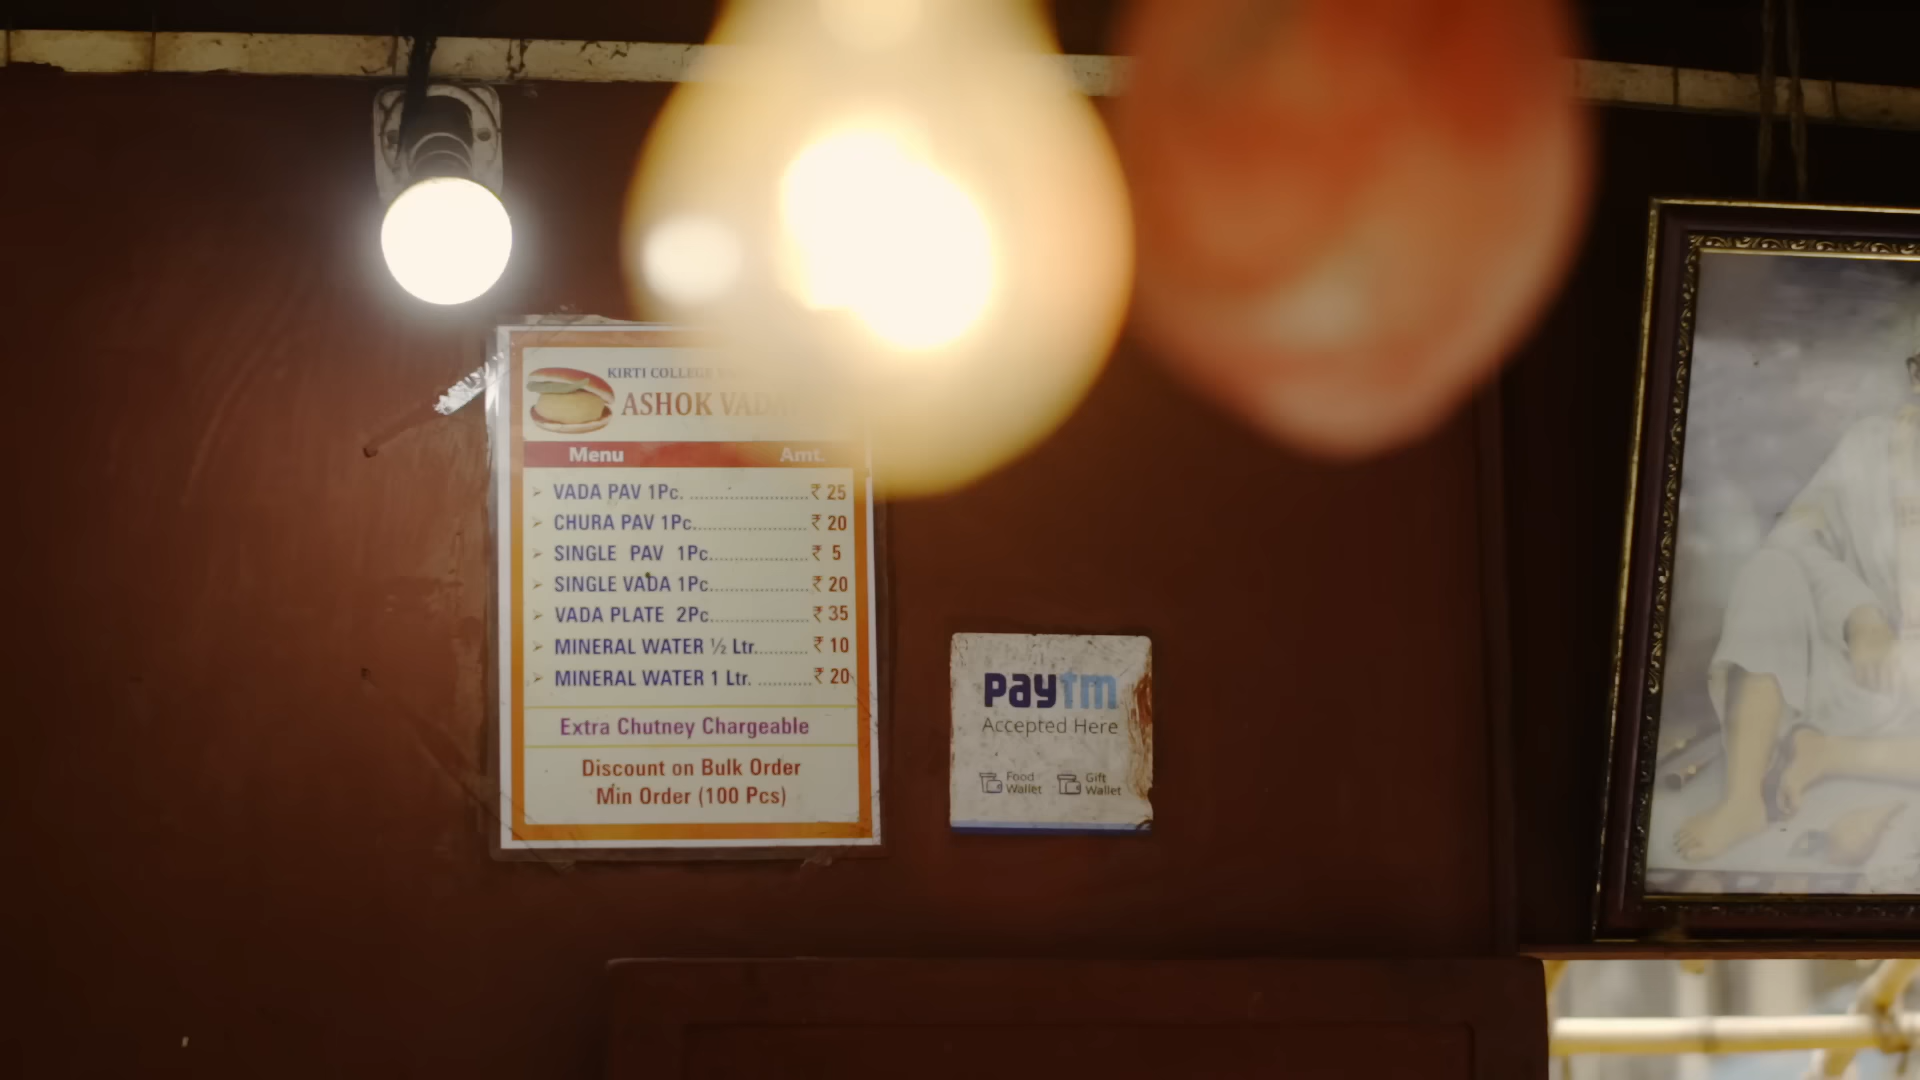 KIRTI COLLEGE
ASHOK VADA
Menu Amt.
➢ VADA PAV 1Pc. ........................ ₹ 25
➢ CHURA PAV 1Pc........................ ₹ 20
➢ SINGLE PAV 1Pc.................... ₹ 5
➢ SINGLE VADA 1Pc.................... ₹ 20
➢ VADA PLATE 2Pc.................... ₹ 35
➢ MINERAL WATER ½ Ltr........... ₹ 10
➢ MINERAL WATER 1 Ltr. ........... ₹ 20
Extra Chutney Chargeable
Discount on Bulk Order
Min Order (100 Pcs)
paytm
Accepted Here
Food Wallet
Gift Wallet